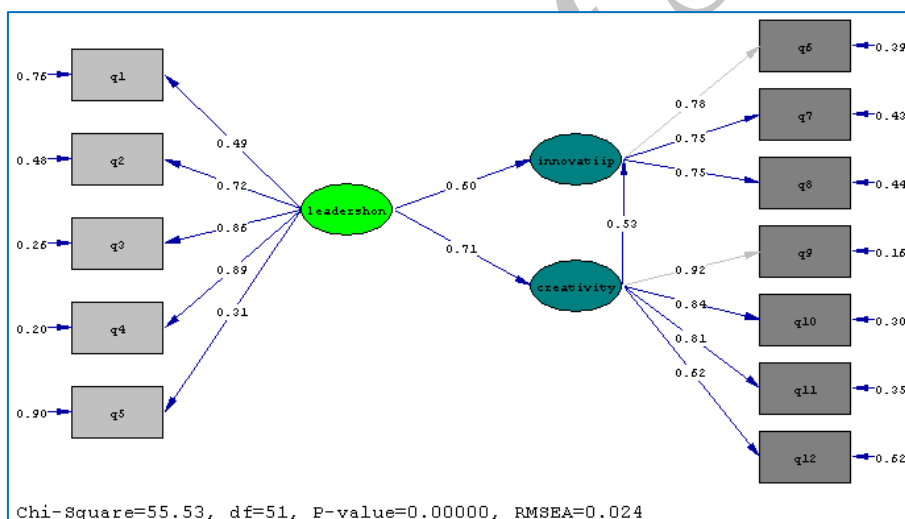 q1
0.76
q2
0.48
q3
0.26
q4
0.20
q5
0.90
0.49
0.72
0.86
0.89
0.31
leadershon
0.60
0.71
innovatiip
0.53
creativity
0.78
0.75
0.75
0.92
0.84
0.81
0.62
q6
0.39
q7
0.43
q8
0.44
q9
0.16
q10
0.30
q11
0.35
q12
0.62
Chi-Square=55.53, df=51, P-value=0.00000, RMSEA=0.024